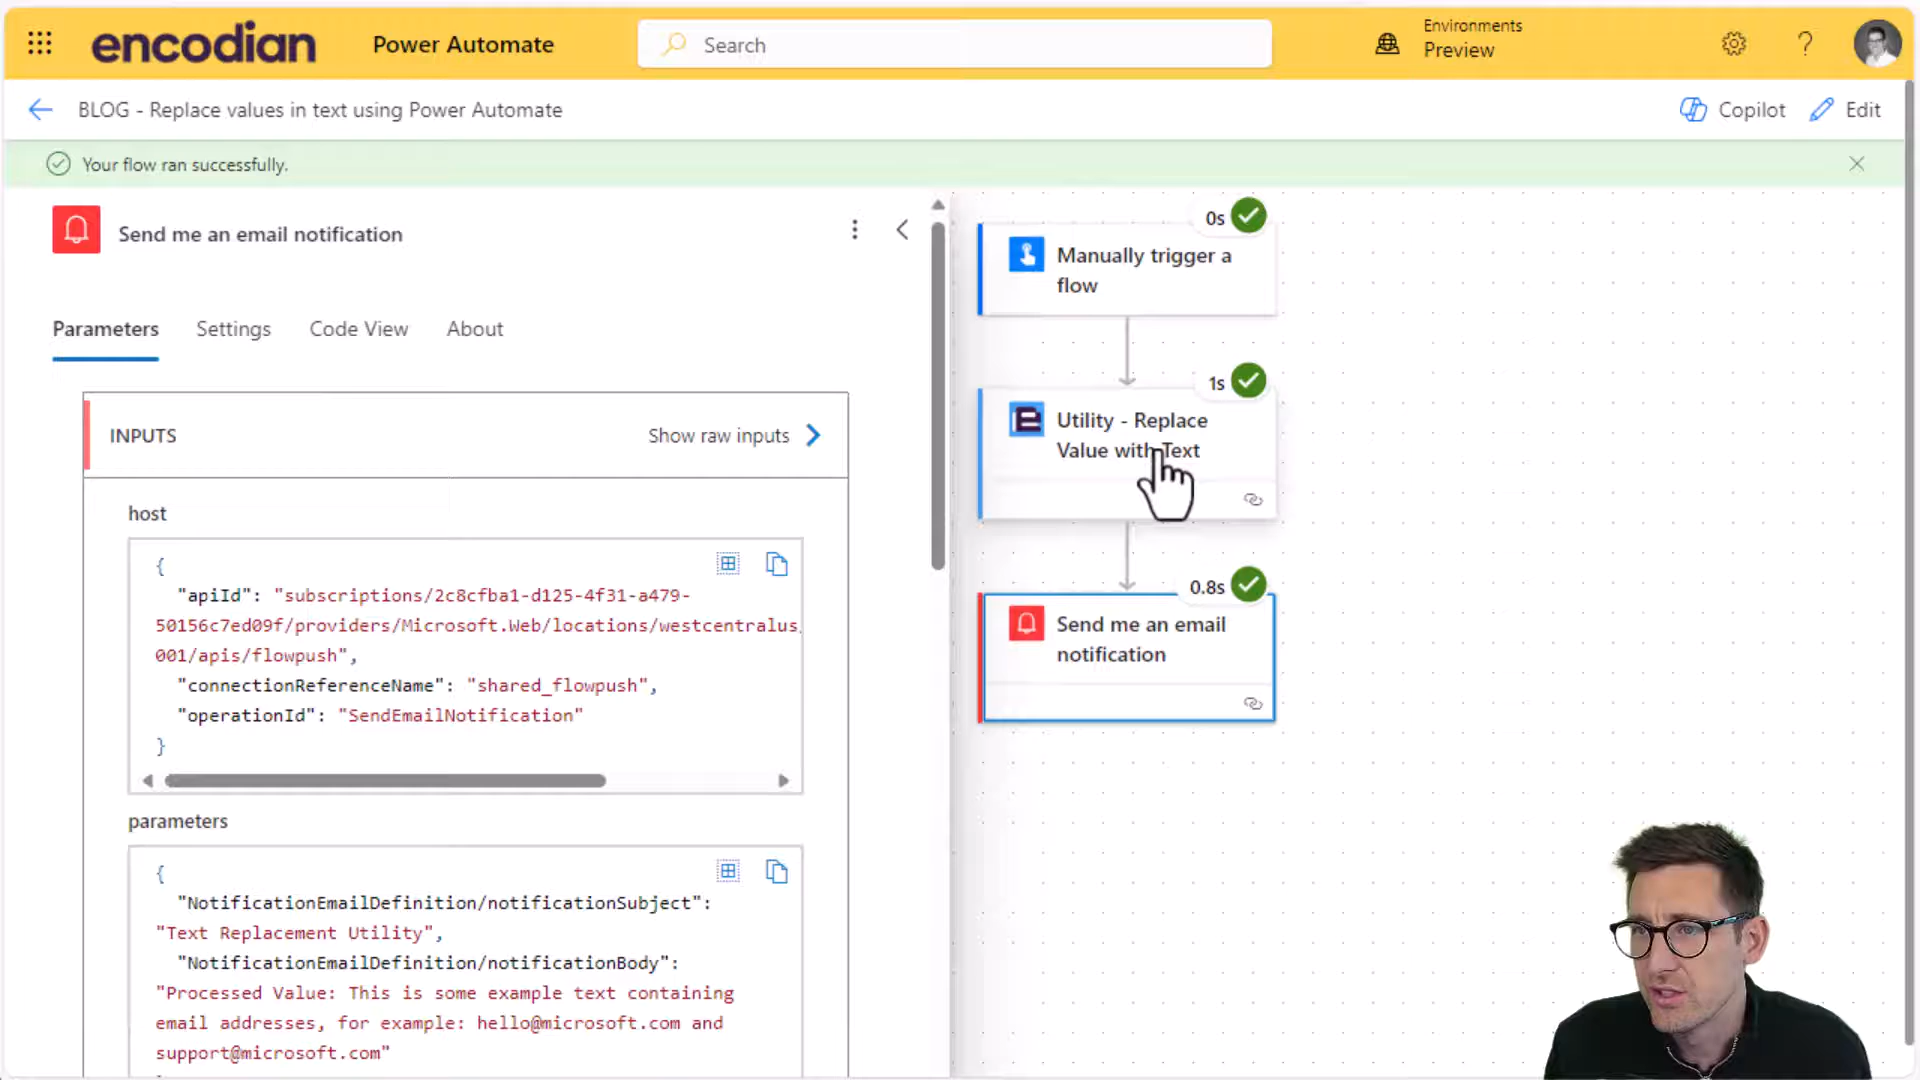 encodian
Power Automate
Search
Environments
Preview
?
BLOG - Replace values in text using Power Automate
Copilot
Edit
Your flow ran successfully.
Send me an email notification
Parameters
Settings
Code View
About
INPUTS
Show raw inputs
host
{
"apiId": "subscriptions/2c8cfba1-d125-4f31-a479-
50156c7ed09f/providers/Microsoft.Web/locations/westcentralus.
001/apis/flowpush",
"connectionReferenceName": "shared_flowpush",
"operationId": "SendEmailNotification"
}
parameters
{
"NotificationEmailDefinition/notificationSubject":
"Text Replacement Utility",
"NotificationEmailDefinition/notificationBody":
"Processed Value: This is some example text containing
email addresses, for example: hello@microsoft.com and
support@microsoft.com"
0s
Manually trigger a
flow
1s
Utility - Replace
Value with Text
0.8s
Send me an email
notification